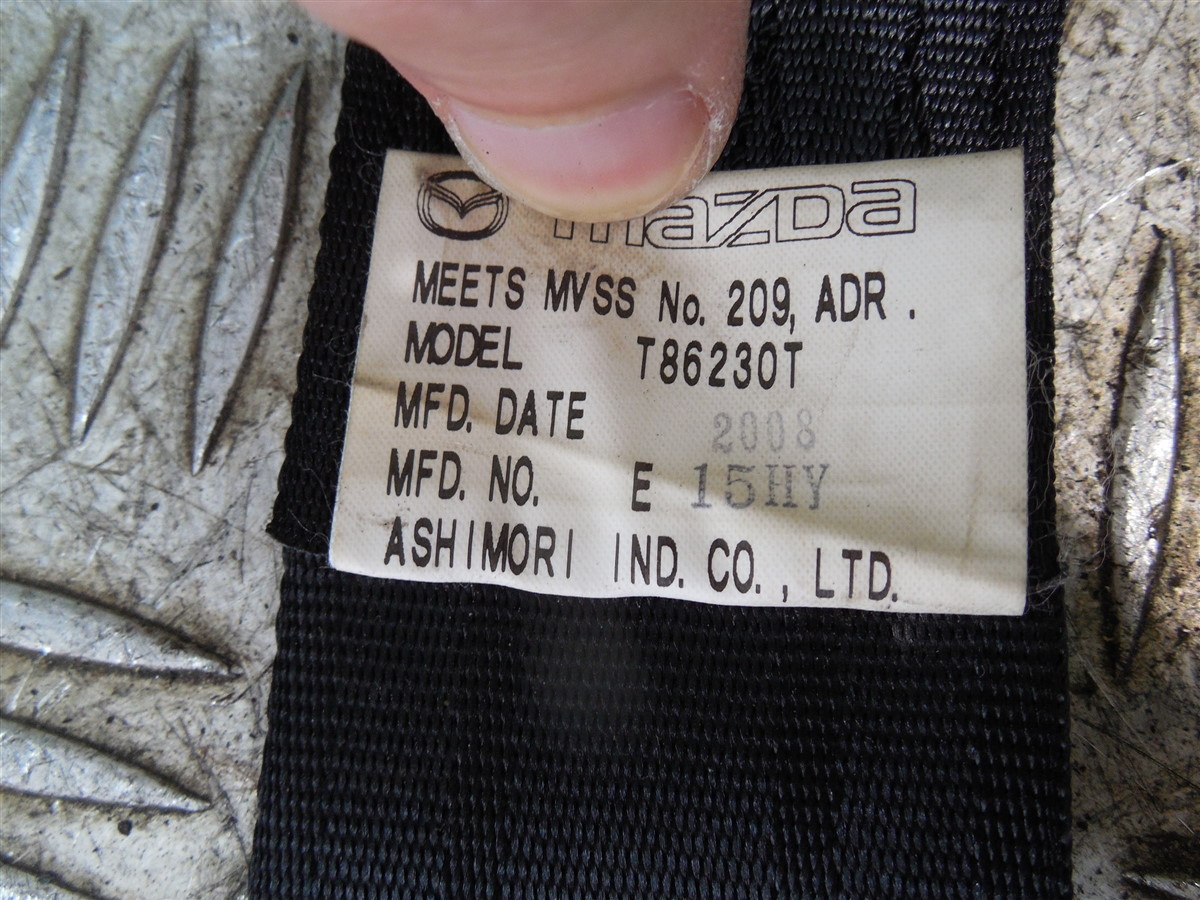 mazda
MEETS MVSS No. 209, ADR .
MODEL T86230T
MFD. DATE 2008
MFD. NO. E 15HY
ASHIMORI IND. CO. , LTD.